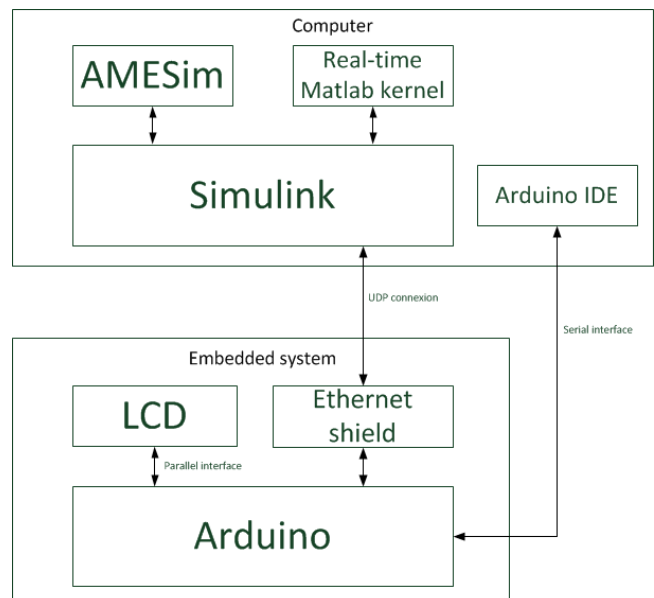 Computer
AMESim
Real-time
Matlab kernel
Simulink
Arduino IDE
UDP connexion
Serial interface
Embedded system
LCD
Ethernet
shield
Parallel interface
Arduino